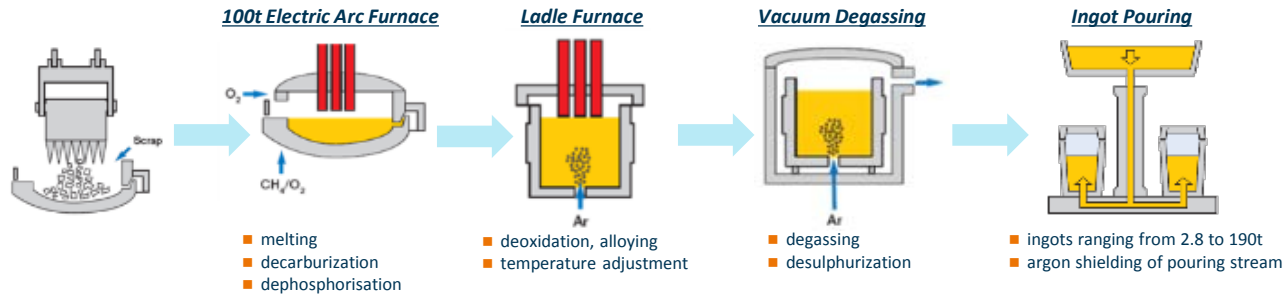 100t Electric Arc Furnace
Ladle Furnace
Vacuum Degassing
Ingot Pouring
Scrap
O₂
CH₄/O₂
Ar
Ar
melting
decarburization
dephosphorisation
deoxidation, alloying
temperature adjustment
degassing
desulphurization
ingots ranging from 2.8 to 190t
argon shielding of pouring stream